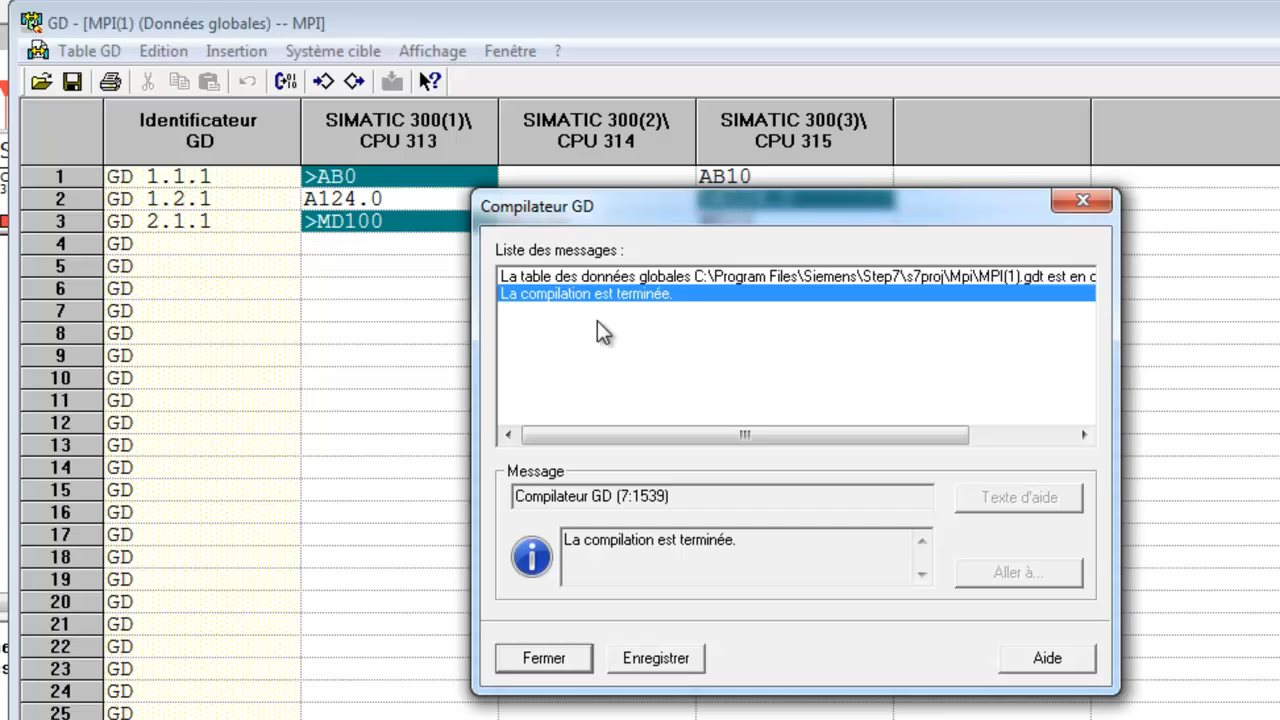 GD - [MPI(1) (Données globales) -- MPI]
Table GD Edition Insertion Système cible Affichage Fenêtre ?
Identificateur GD
SIMATIC 300(1)\ CPU 313
SIMATIC 300(2)\ CPU 314
SIMATIC 300(3)\ CPU 315
1 GD 1.1.1 >AB0 AB10
2 GD 1.2.1 A124.0
3 GD 2.1.1 >MD100
4 GD
5 GD
6 GD
7 GD
8 GD
9 GD
10 GD
11 GD
12 GD
13 GD
14 GD
15 GD
16 GD
17 GD
18 GD
19 GD
20 GD
21 GD
22 GD
23 GD
24 GD
25 GD
Compilateur GD
Liste des messages :
La table des données globales C:\Program Files\Siemens\Step7\s7proj\Mpi\MPI(1).gdt est en c
La compilation est terminée.
Message
Compilateur GD (7:1539)
Texte d'aide
La compilation est terminée.
Aller à...
Fermer Enregistrer Aide